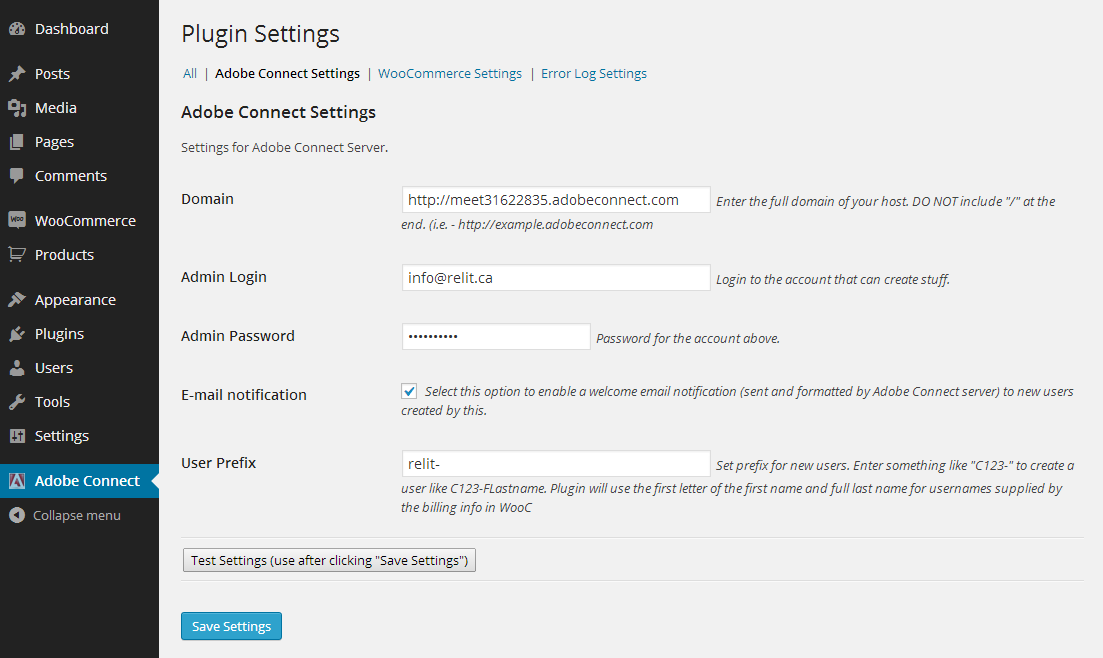 Dashboard
Posts
Media
Pages
Comments
Woo WooCommerce
Products
Appearance
Plugins
Users
Tools
Settings
Adobe Connect
Collapse menu
Plugin Settings
All | Adobe Connect Settings | WooCommerce Settings | Error Log Settings
Adobe Connect Settings
Settings for Adobe Connect Server.
Domain
http://meet31622835.adobeconnect.com Enter the full domain of your host. DO NOT include "/" at the
end. (i.e. - http://example.adobeconnect.com
Admin Login
info@relit.ca Login to the account that can create stuff.
Admin Password
•••••••••• Password for the account above.
E-mail notification
Select this option to enable a welcome email notification (sent and formatted by Adobe Connect server) to new users
created by this.
User Prefix
relit- Set prefix for new users. Enter something like "C123-" to create a
user like C123-FLastname. Plugin will use the first letter of the first name and full last name for usernames supplied by
the billing info in WooC
Test Settings (use after clicking "Save Settings")
Save Settings